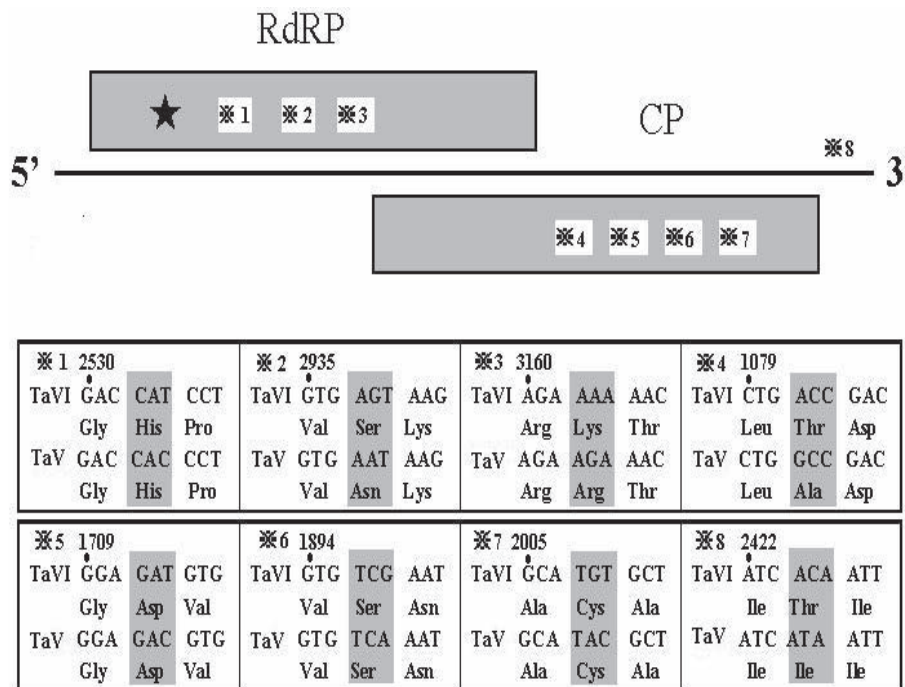 RdRP
★ ※1 ※2 ※3
CP
※8
5’ 3
※4 ※5 ※6 ※7
※1 2530
TaVI GAC CAT CCT
Gly His Pro
TaV GAC CAC CCT
Gly His Pro
※2 2935
TaVI GTG AGT AAG
Val Ser Lys
TaV GTG AAT AAG
Val Asn Lys
※3 3160
TaVI AGA AAA AAC
Arg Lys Thr
TaV AGA AGA AAC
Arg Arg Thr
※4 1079
TaVI CTG ACC GAC
Leu Thr Asp
TaV CTG GCC GAC
Leu Ala Asp
※5 1709
TaVI GGA GAT GTG
Gly Asp Val
TaV GGA GAC GTG
Gly Asp Val
※6 1894
TaVI GTG TCG AAT
Val Ser Asn
TaV GTG TCA AAT
Val Ser Asn
※7 2005
TaVI GCA TGT GCT
Ala Cys Ala
TaV GCA TAC GCT
Ala Cys Ala
※8 2422
TaVI ATC ACA ATT
Ile Thr Ile
TaV ATC ATA ATT
Ile Ile Ile